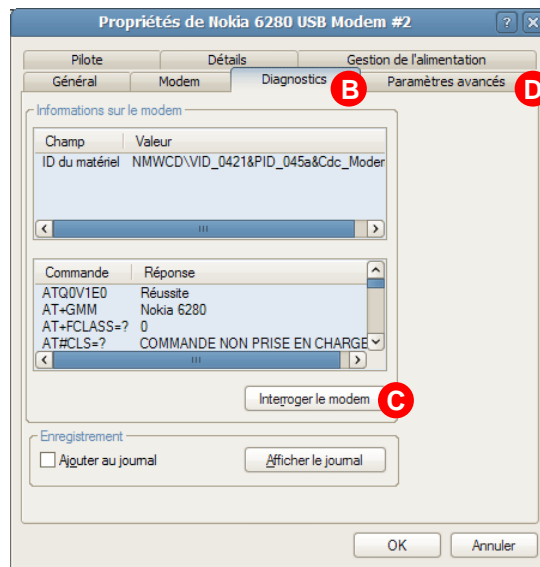 Propriétés de Nokia 6280 USB Modem #2
Pilote Détails Gestion de l'alimentation
Général Modem Diagnostics B Paramètres avancés D
Informations sur le modem
Champ Valeur
ID du matériel NMWCD\VID_0421&PID_045a&Cdc_Moder
Commande Réponse
ATQ0V1E0 Réussite
AT+GMM Nokia 6280
AT+FCLASS=? 0
AT#CLS=? COMMANDE NON PRISE EN CHARGE
Interroger le modem C
Enregistrement
Ajouter au journal Afficher le journal
OK Annuler